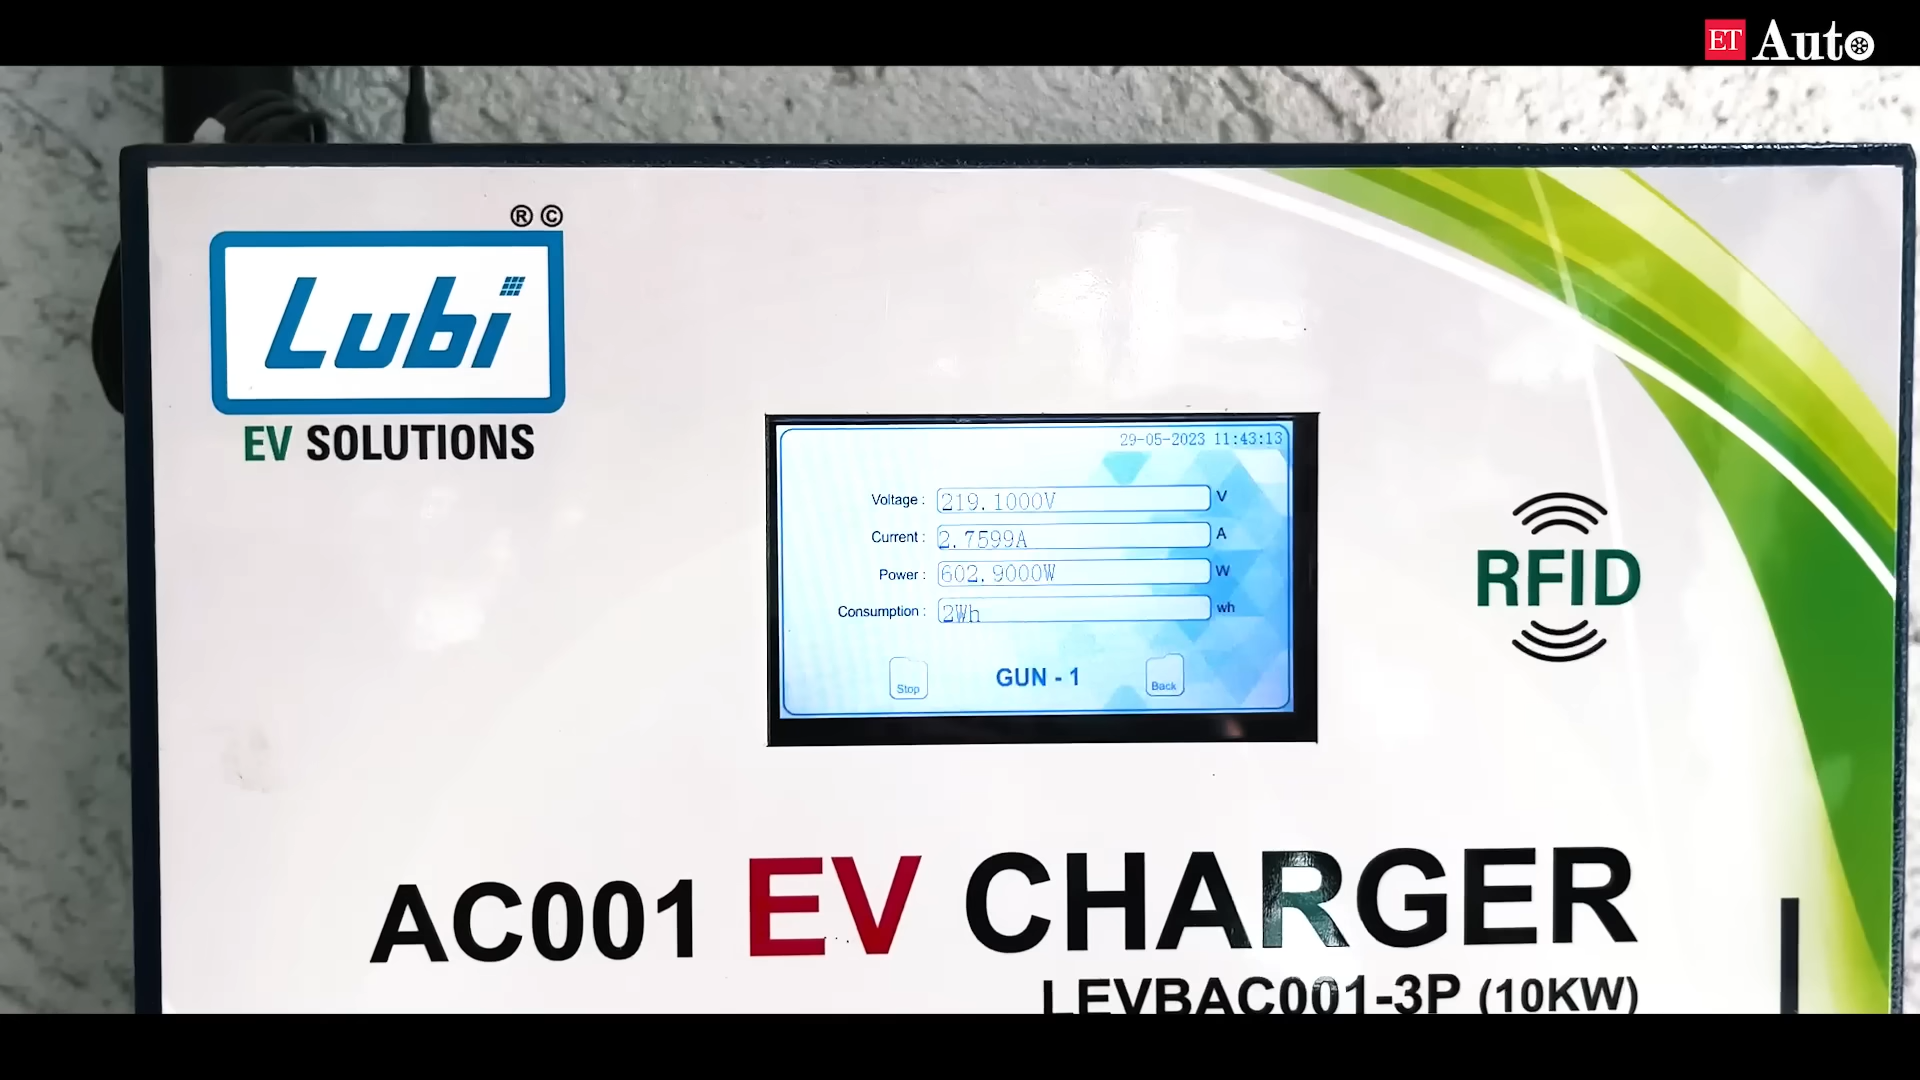 ET Auto
® ©
Lubi
EV SOLUTIONS
29-05-2023 11:43:13
Voltage : 219.1000V V
Current : 2.7599A A
Power : 602.9000W W
Consumption : 2Wh wh
Stop GUN - 1 Back
RFID
AC001 EV CHARGER
LEVBAC001-3P (10KW)